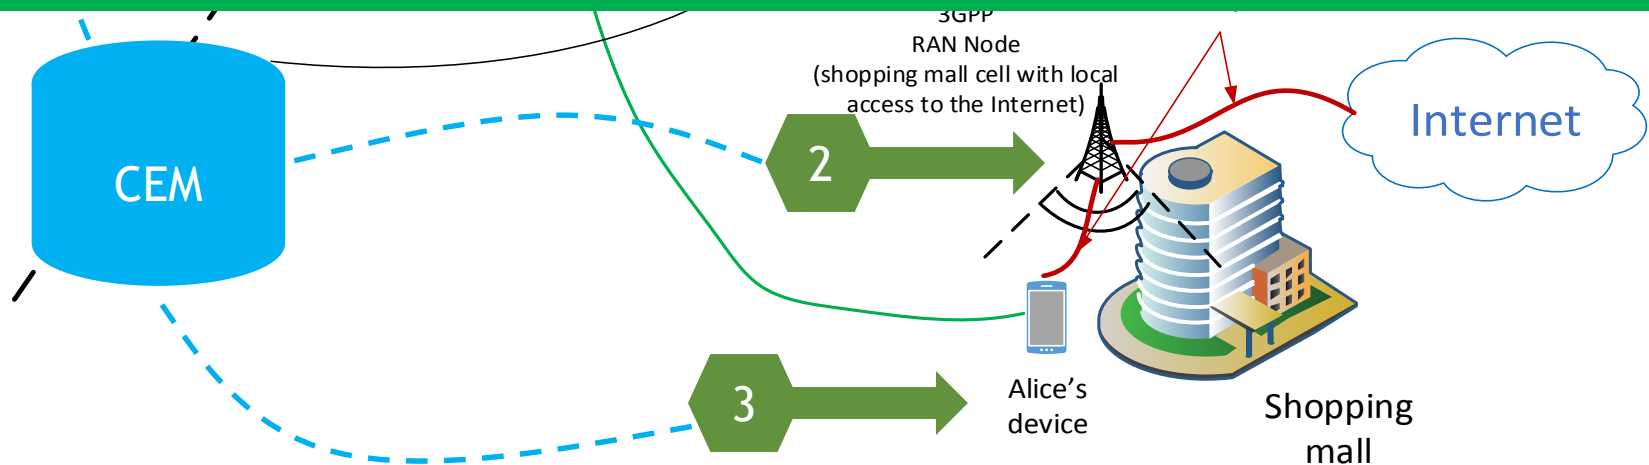 3GPP
RAN Node
(shopping mall cell with local
access to the Internet)
Internet
2
CEM
3
Alice’s
device
Shopping
mall